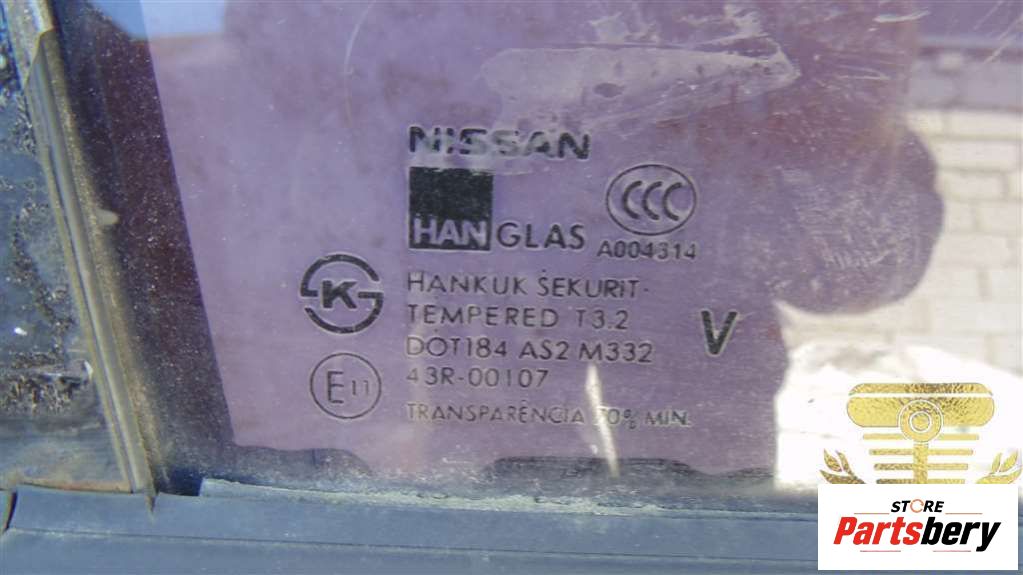 NISSAN
HANGLAS
CCC
A004314
K
HANKUK SEKURIT-
TEMPERED T3.2
DOT184 AS2 M332
V
E11
43R-00107
TRANSPARÊNCIA 70% MIN.
STORE
Partsbery